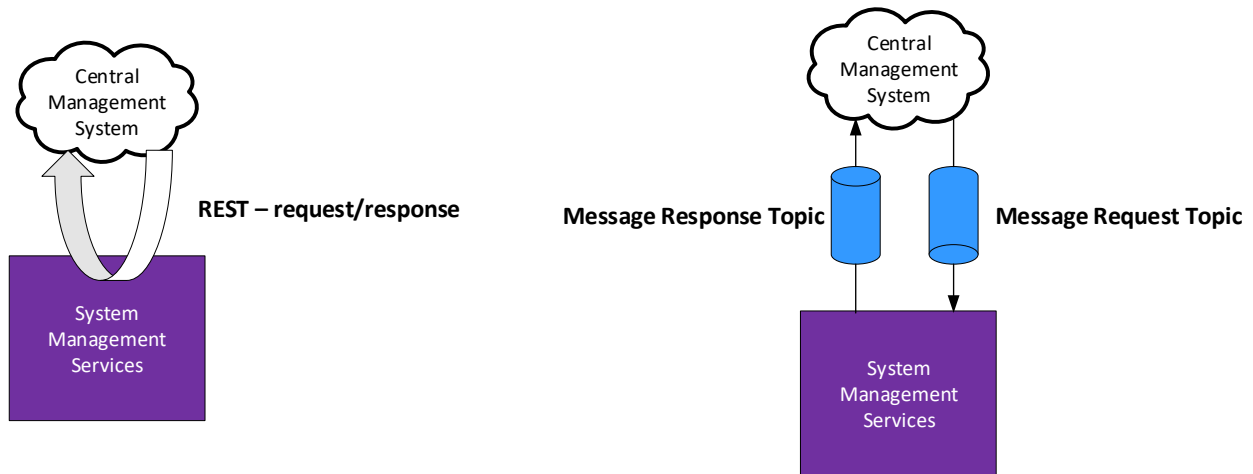 Central
Management
System
REST – request/response
System
Management
Services
Central
Management
System
Message Response Topic
Message Request Topic
System
Management
Services